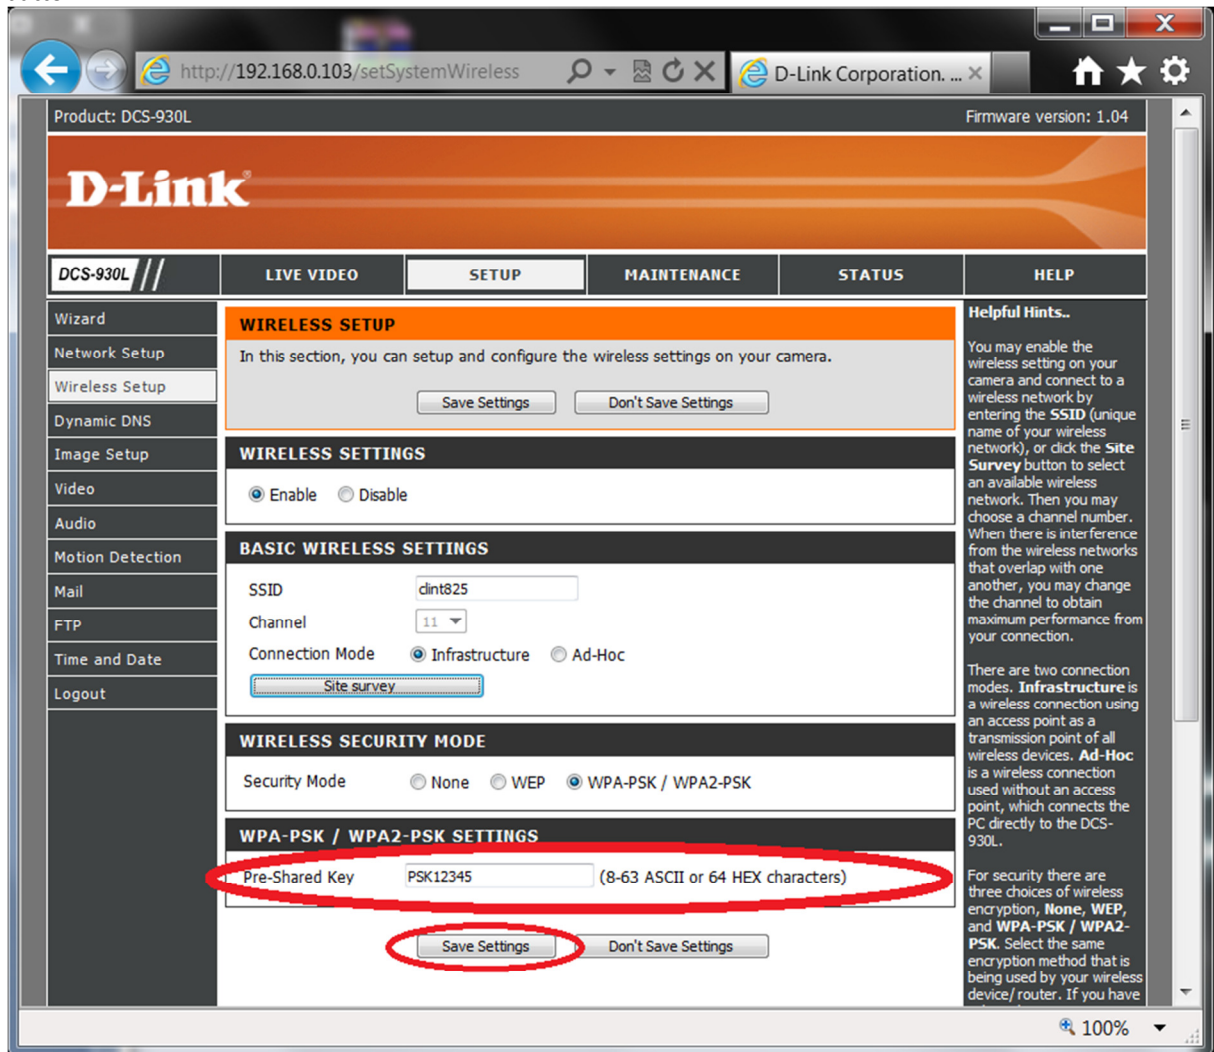 http://192.168.0.103/setSystemWireless
D-Link Corporation. ...
Product: DCS-930L
Firmware version: 1.04
D-Link®
DCS-930L
LIVE VIDEO
SETUP
MAINTENANCE
STATUS
HELP
Wizard
Network Setup
Wireless Setup
Dynamic DNS
Image Setup
Video
Audio
Motion Detection
Mail
FTP
Time and Date
Logout
WIRELESS SETUP
In this section, you can setup and configure the wireless settings on your camera.
Save Settings
Don't Save Settings
WIRELESS SETTINGS
Enable Disable
BASIC WIRELESS SETTINGS
SSID clint825
Channel 11
Connection Mode Infrastructure Ad-Hoc
Site survey
WIRELESS SECURITY MODE
Security Mode None WEP WPA-PSK / WPA2-PSK
WPA-PSK / WPA2-PSK SETTINGS
Pre-Shared Key PSK12345 (8-63 ASCII or 64 HEX characters)
Save Settings
Don't Save Settings
Helpful Hints..
You may enable the
wireless setting on your
camera and connect to a
wireless network by
entering the SSID (unique
name of your wireless
network), or click the Site
Survey button to select
an available wireless
network. Then you may
choose a channel number.
When there is interference
from the wireless networks
that overlap with one
another, you may change
the channel to obtain
maximum performance from
your connection.
There are two connection
modes. Infrastructure is
a wireless connection using
an access point as a
transmission point of all
wireless devices. Ad-Hoc
is a wireless connection
used without an access
point, which connects the
PC directly to the DCS-
930L.
For security there are
three choices of wireless
encryption, None, WEP,
and WPA-PSK / WPA2-
PSK. Select the same
encryption method that is
being used by your wireless
device/router. If you have
100%